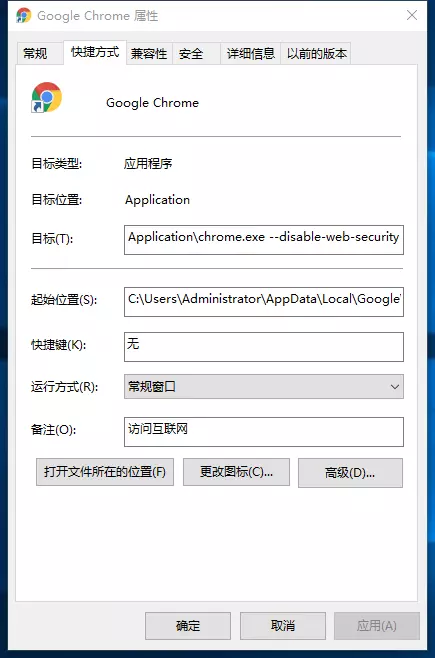 Google Chrome 属性
常规 快捷方式 兼容性 安全 详细信息 以前的版本
Google Chrome
目标类型: 应用程序
目标位置: Application
目标(T): Application\chrome.exe --disable-web-security
起始位置(S): C:\Users\Administrator\AppData\Local\Google\
快捷键(K): 无
运行方式(R): 常规窗口
备注(O): 访问互联网
打开文件所在的位置(F) 更改图标(C)... 高级(D)...
确定 取消 应用(A)